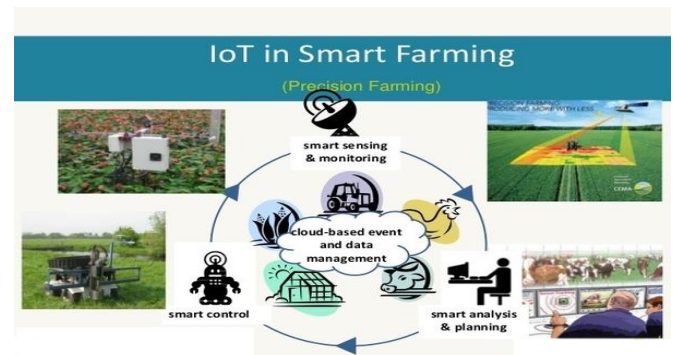 IoT in Smart Farming
(Precision Farming)
PRECISION FARMING:
PRODUCING MORE WITH LESS
smart sensing
& monitoring
CEMA
cloud-based event
and data
management
smart control
smart analysis
& planning